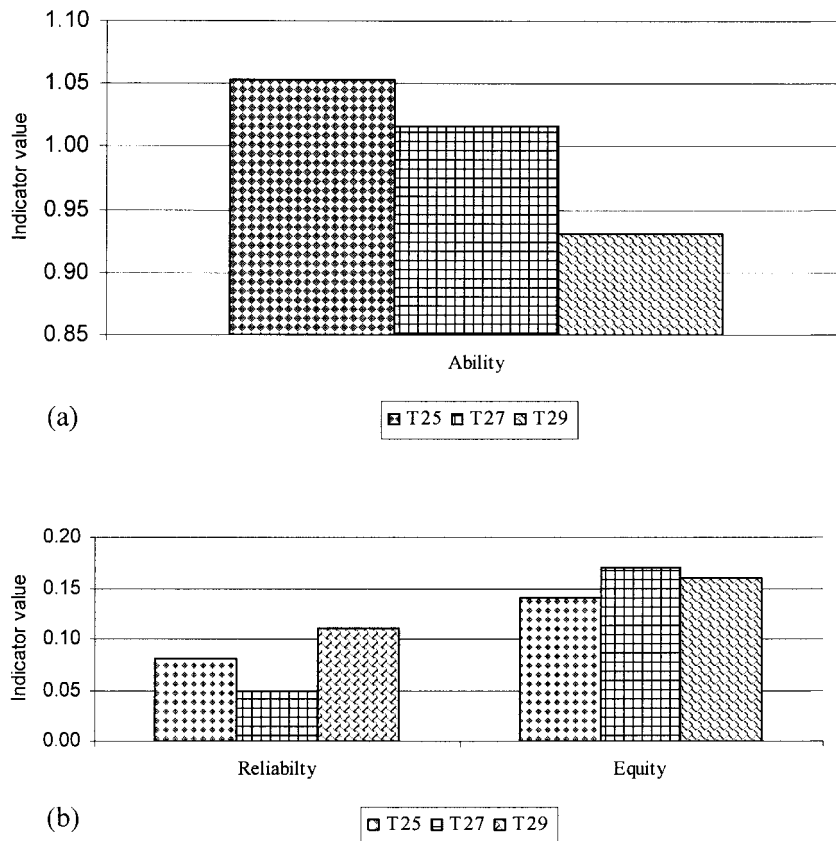 1.10
1.05
1.00
0.95
0.90
0.85
Indicator value
Ability
(a)
T25 T27 T29
0.20
0.15
0.10
0.05
0.00
Indicator value
Reliabilty Equity
(b)
T25 T27 T29